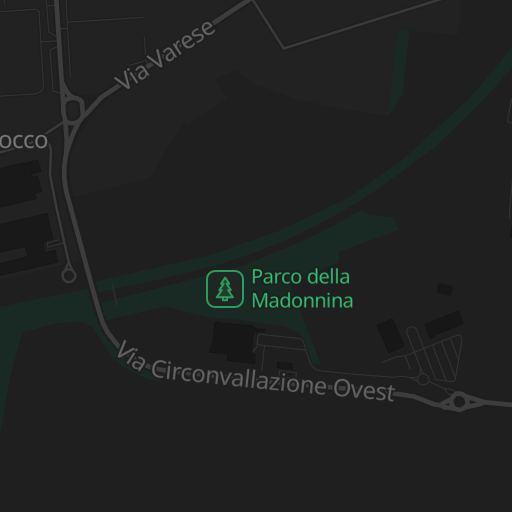 Via Varese
occo
Parco della
Madonnina
Via Circonvallazione Ovest